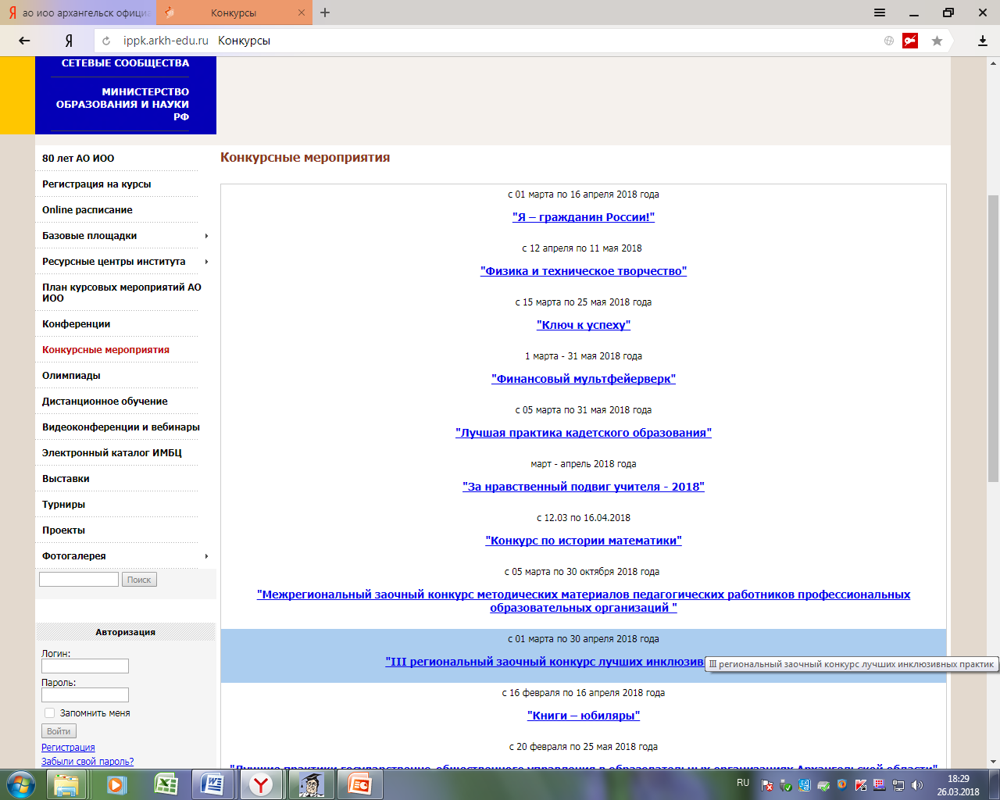 ао иоо архангельск официа
Конкурсы
ippk.arkh-edu.ru Конкурсы
СЕТЕВЫЕ СООБЩЕСТВА
МИНИСТЕРСТВО
ОБРАЗОВАНИЯ И НАУКИ
РФ
80 лет АО ИОО
Регистрация на курсы
Online расписание
Базовые площадки
Ресурсные центры института
План курсовых мероприятий АО
ИОО
Конференции
Конкурсные мероприятия
Олимпиады
Дистанционное обучение
Видеоконференции и вебинары
Электронный каталог ИМБЦ
Выставки
Турниры
Проекты
Фотогалерея
Поиск
Авторизация
Логин:
Пароль:
Запомнить меня
Войти
Регистрация
Забыли свой пароль?
Конкурсные мероприятия
с 01 марта по 16 апреля 2018 года
"Я – гражданин России!"
с 12 апреля по 11 мая 2018
"Физика и техническое творчество"
с 15 марта по 25 мая 2018 года
"Ключ к успеху"
1 марта - 31 мая 2018 года
"Финансовый мультфейерверк"
с 05 марта по 31 мая 2018 года
"Лучшая практика кадетского образования"
март - апрель 2018 года
"За нравственный подвиг учителя - 2018"
с 12.03 по 16.04.2018
"Конкурс по истории математики"
с 05 марта по 30 октября 2018 года
"Межрегиональный заочный конкурс методических материалов педагогических работников профессиональных
образовательных организаций "
с 01 марта по 30 апреля 2018 года
"III региональный заочный конкурс лучших инклюзив
III региональный заочный конкурс лучших инклюзивных практик
с 16 февраля по 16 апреля 2018 года
"Книги – юбиляры"
с 20 февраля по 25 мая 2018 года
"Лучшие практики государственно-общественного управления в образовательных организациях Архангельской области"
RU
18:29
26.03.2018